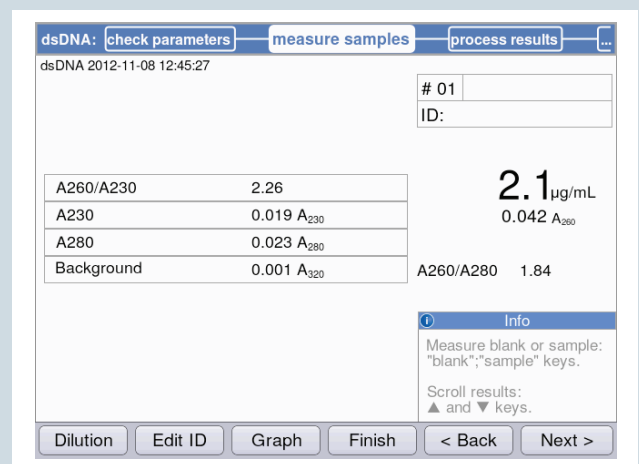 dsDNA: check parameters measure samples process results ...
dsDNA 2012-11-08 12:45:27
# 01
ID:
A260/A230 2.26
A230 0.019 A230
A280 0.023 A280
Background 0.001 A320
2.1 µg/mL
0.042 A260
A260/A280 1.84
i Info
Measure blank or sample:
"blank";"sample" keys.
Scroll results:
▲ and ▼ keys.
Dilution Edit ID Graph Finish < Back Next >